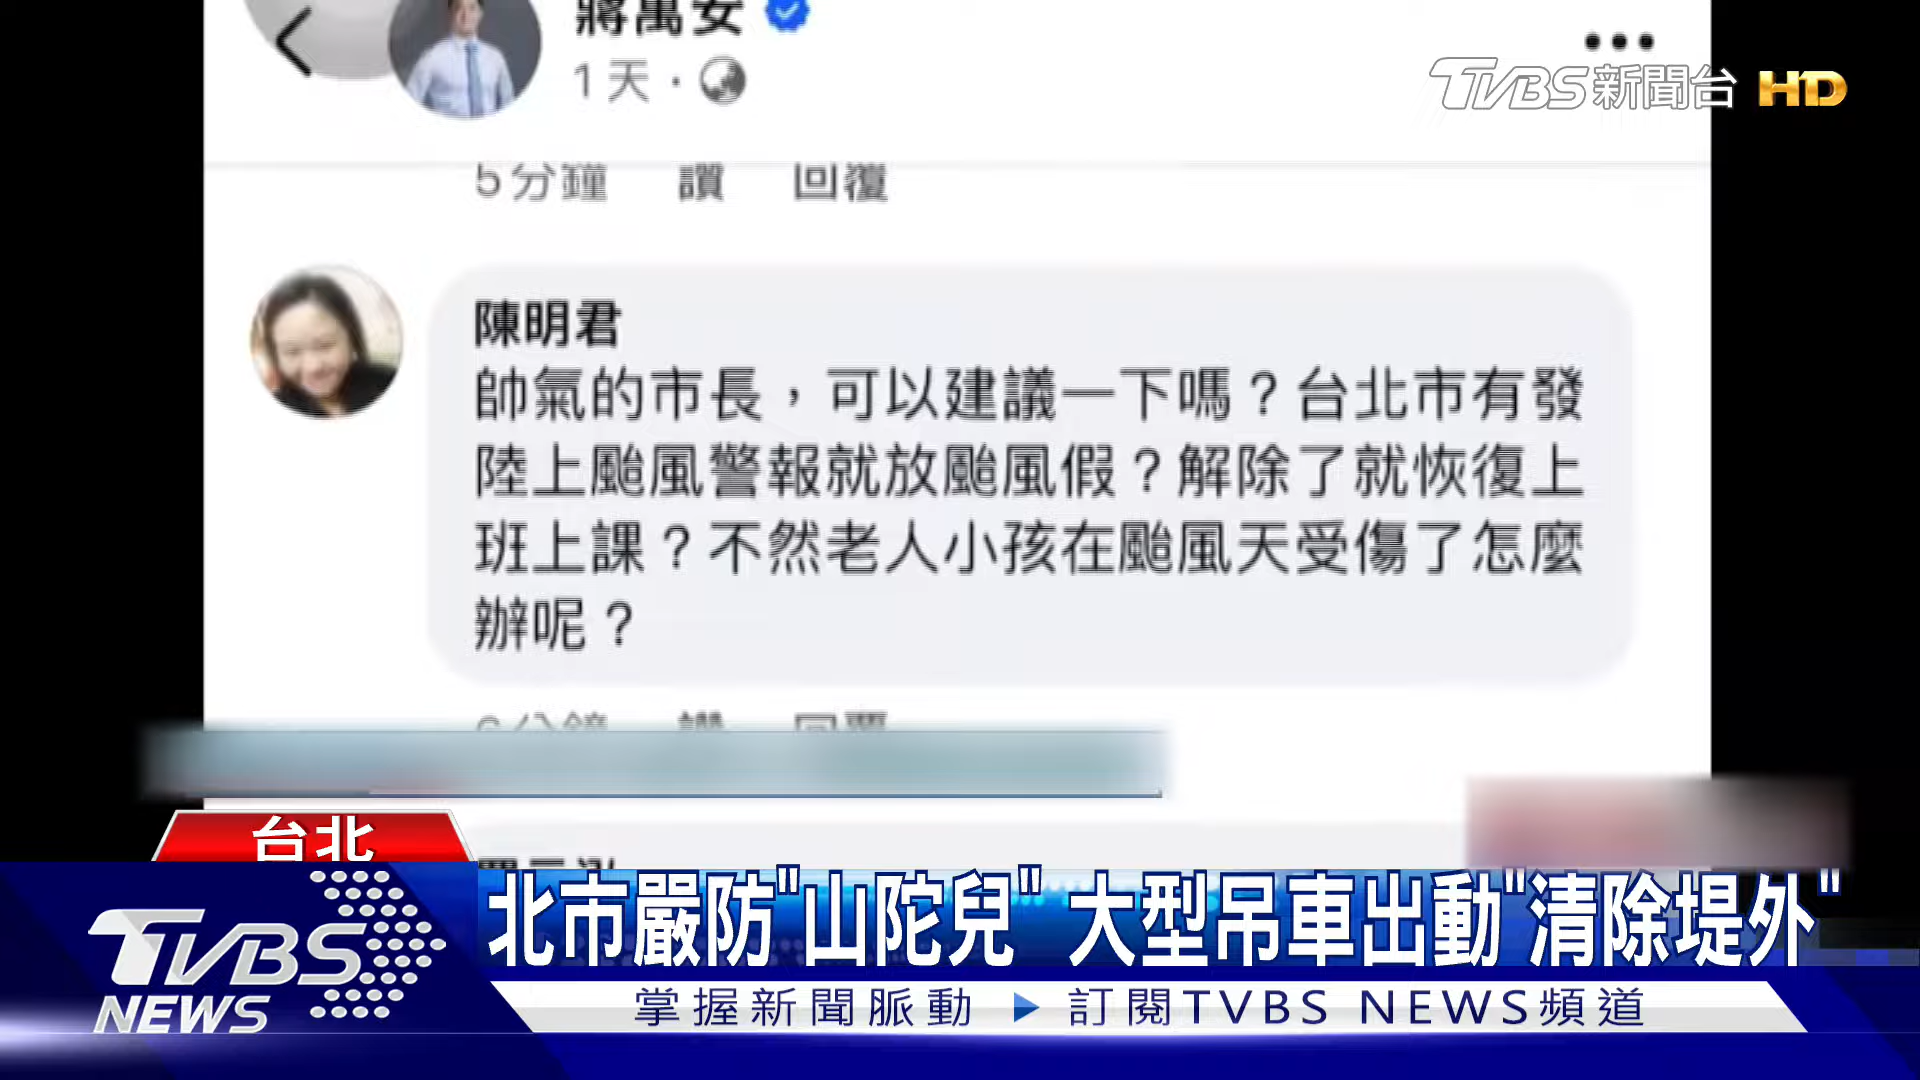 蔣萬安
1天·
TVBS新聞台 HD
5分鐘 讚 回覆
陳明君
帥氣的市長，可以建議一下嗎？台北市有發
陸上颱風警報就放颱風假？解除了就恢復上
班上課？不然老人小孩在颱風天受傷了怎麼
辦呢？
6分鐘 讚 回覆
台北
北市嚴防"山陀兒" 大型吊車出動"清除堤外"
TVBS
NEWS
掌握新聞脈動 ▶ 訂閱TVBS NEWS頻道